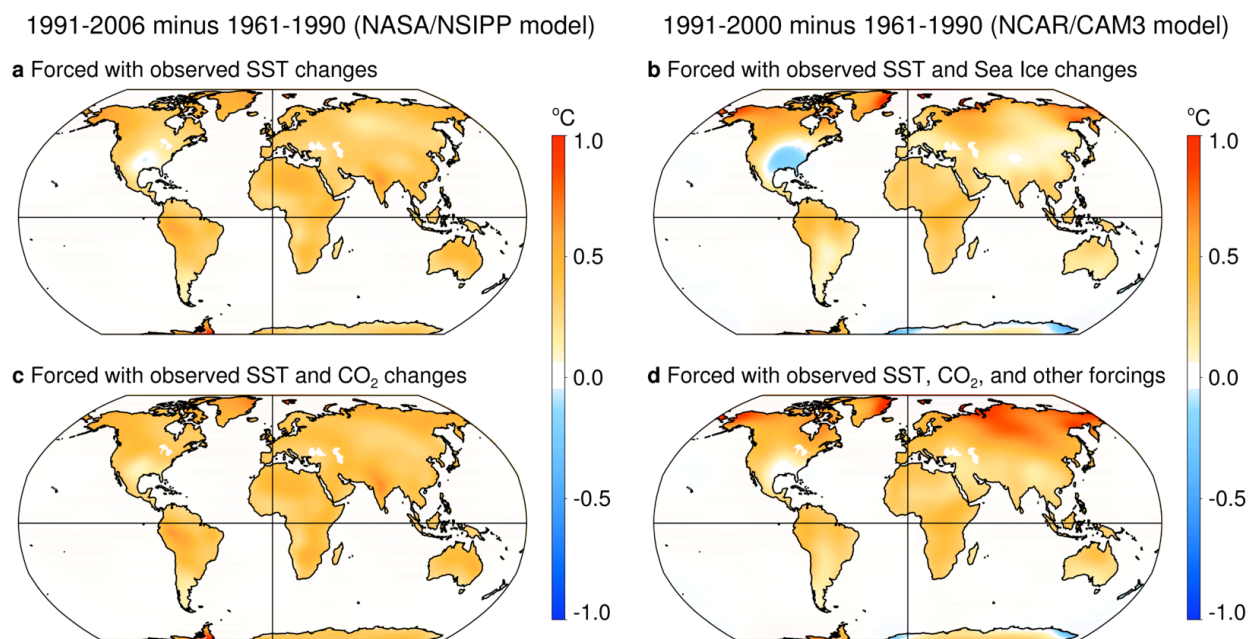 1991-2006 minus 1961-1990 (NASA/NSIPP model)
1991-2000 minus 1961-1990 (NCAR/CAM3 model)
a Forced with observed SST changes
b Forced with observed SST and Sea Ice changes
ºC
1.0
0.5
0.0
-0.5
-1.0
ºC
1.0
0.5
0.0
-0.5
-1.0
c Forced with observed SST and CO₂ changes
d Forced with observed SST, CO₂, and other forcings